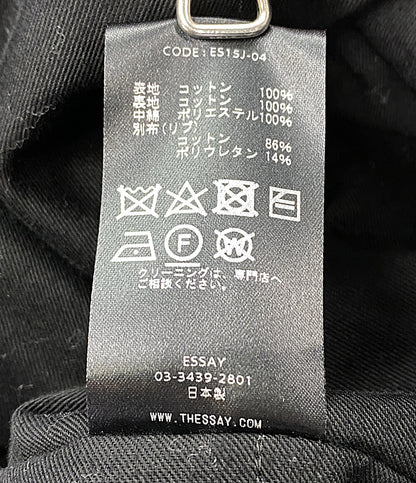 CODE : ES15J-04
表地 コットン 100%
裏地 コットン 100%
中綿 ポリエステル100%
別布(リブ)
コットン 86%
ポリウレタン 14%
F
W
クリーニングは、専門店へ
ご相談ください。
ESSAY
03-3439-2801
日本製
WWW.THESSAY.COM